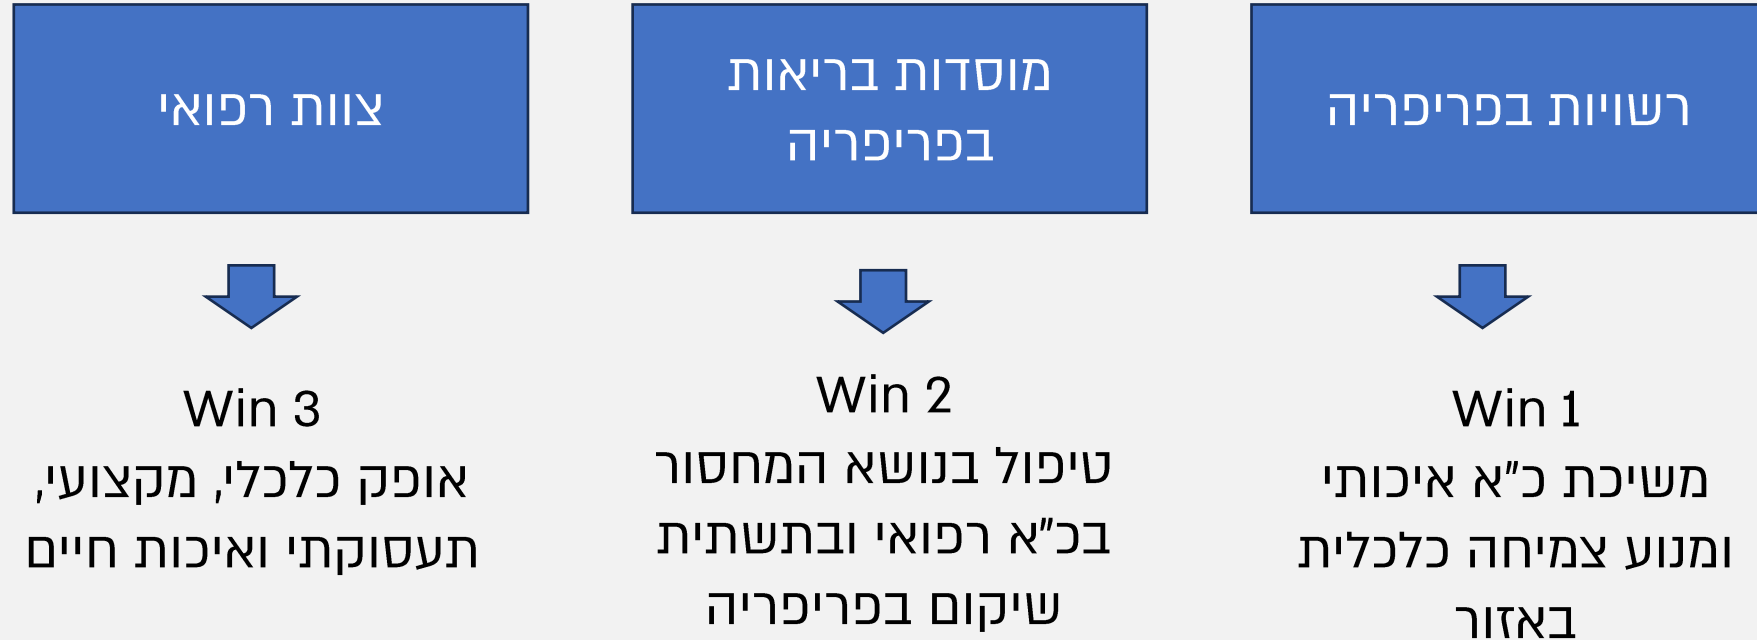 רשויות בפריפריה
מוסדות בריאות
בפריפריה
צוות רפואי
Win 1
משיכת כ"א איכותי
ומנוע צמיחה כלכלית
באזור
Win 2
טיפול בנושא המחסור
בכ"א רפואי ובתשתית
שיקום בפריפריה
Win 3
אופק כלכלי, מקצועי,
תעסוקתי ואיכות חיים